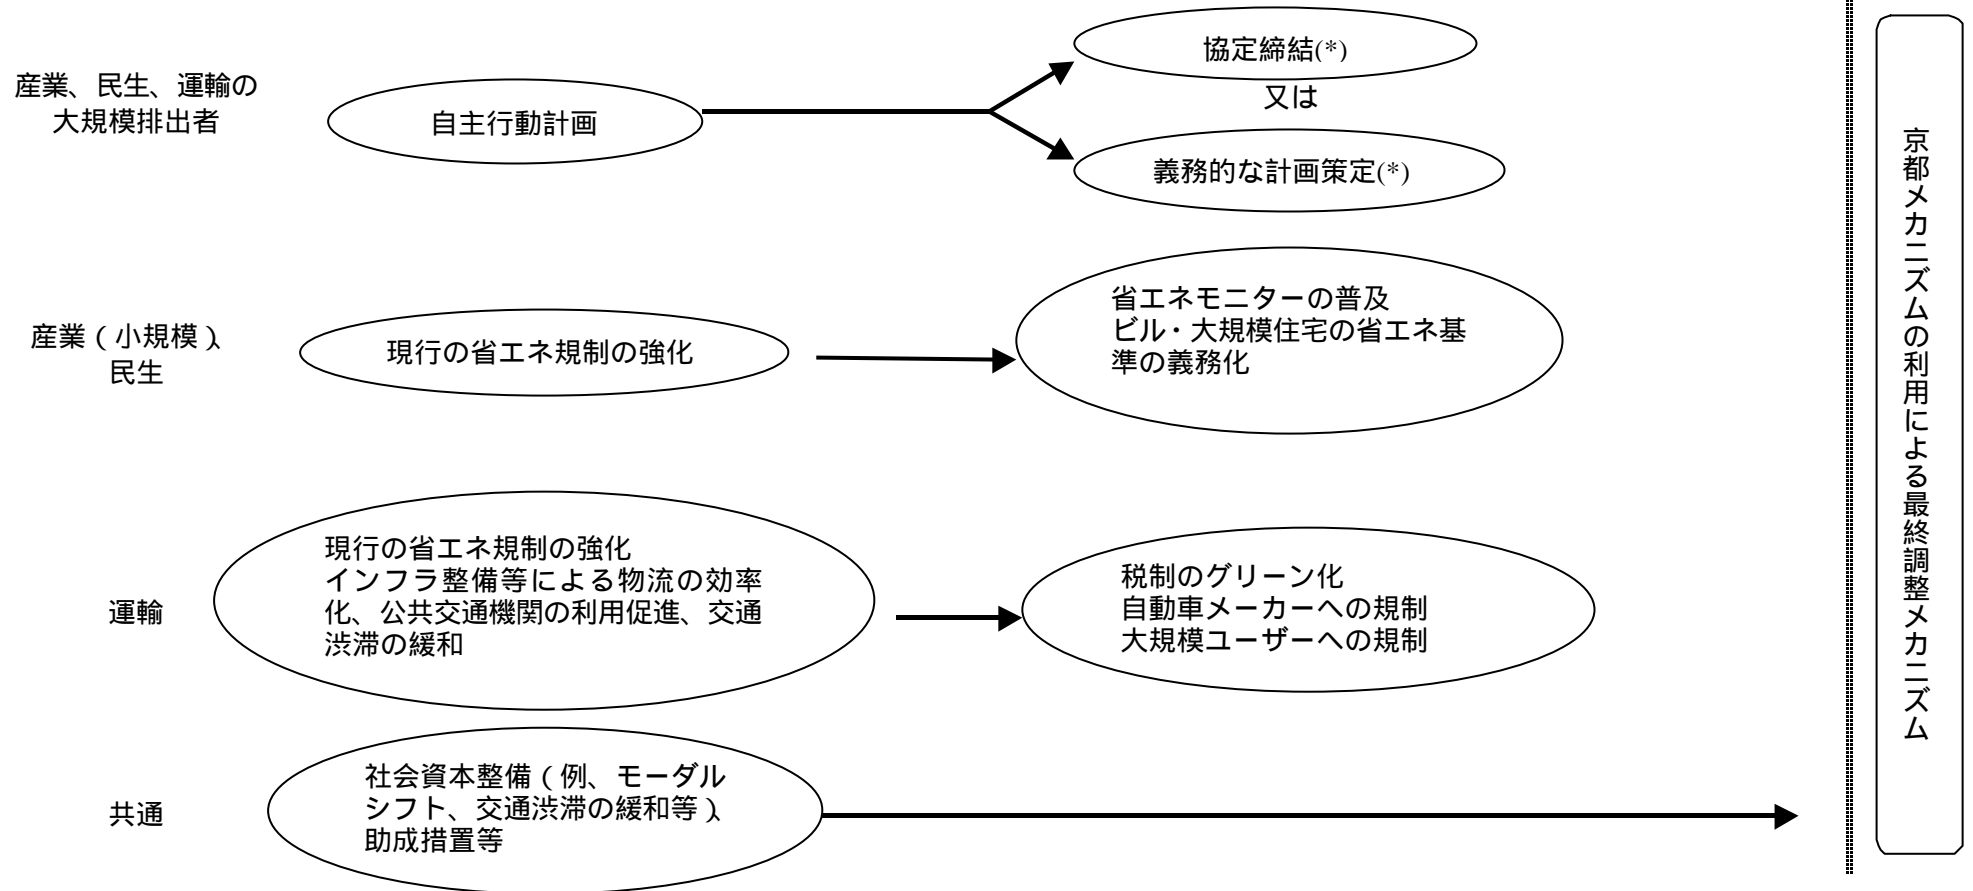 産業、民生、運輸の
大規模排出者
自主行動計画
協定締結(*)
又は
義務的な計画策定(*)
産業（小規模）、
民生
現行の省エネ規制の強化
省エネモニターの普及
ビル・大規模住宅の省エネ基
準の義務化
運輸
現行の省エネ規制の強化
インフラ整備等による物流の効率
化、公共交通機関の利用促進、交通
渋滞の緩和
税制のグリーン化
自動車メーカーへの規制
大規模ユーザーへの規制
共通
社会資本整備（例、モーダル
シフト、交通渋滞の緩和等）、
助成措置等
京都メカニズムの利用による最終調整メカニズム